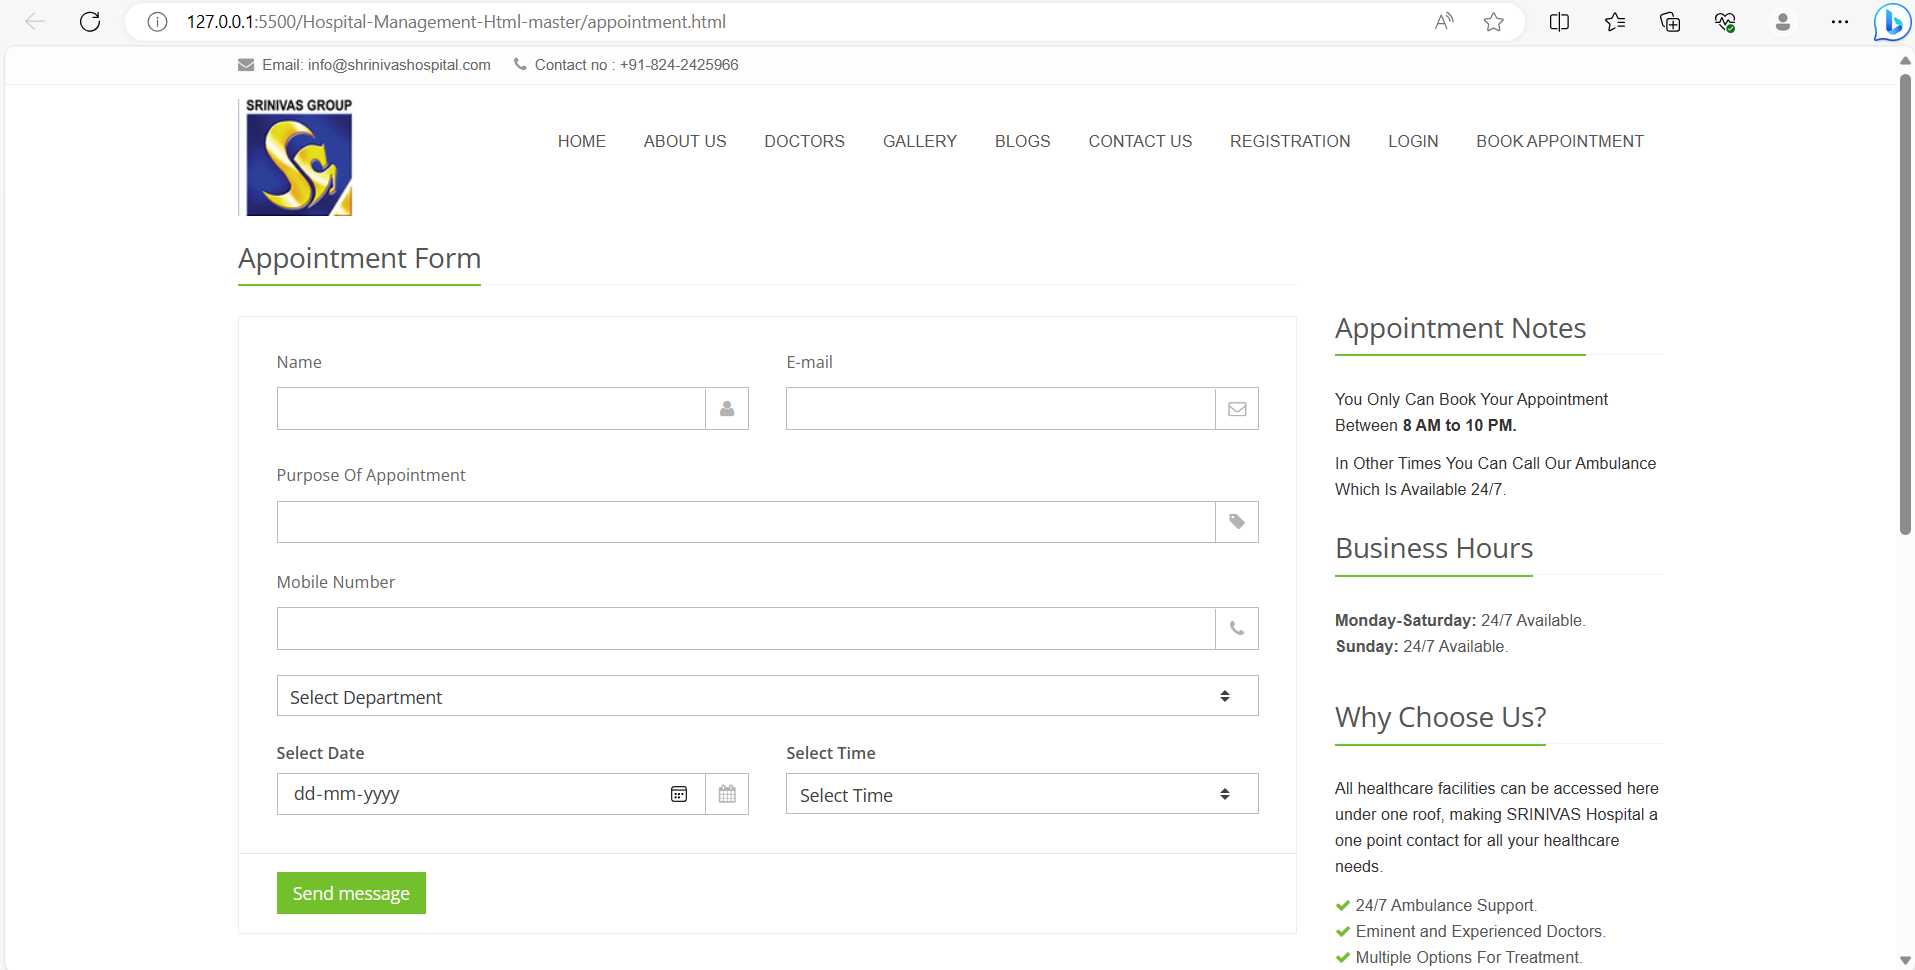 127.0.0.1:5500/Hospital-Management-Html-master/appointment.html
Email: info@shrinivashospital.com Contact no : +91-824-2425966
SRINIVAS GROUP
HOME ABOUT US DOCTORS GALLERY BLOGS CONTACT US REGISTRATION LOGIN BOOK APPOINTMENT
Appointment Form
Name E-mail
Purpose Of Appointment
Mobile Number
Select Department
Select Date Select Time
dd-mm-yyyy Select Time
Send message
Appointment Notes
You Only Can Book Your Appointment
Between 8 AM to 10 PM.
In Other Times You Can Call Our Ambulance
Which Is Available 24/7.
Business Hours
Monday-Saturday: 24/7 Available.
Sunday: 24/7 Available.
Why Choose Us?
All healthcare facilities can be accessed here
under one roof, making SRINIVAS Hospital a
one point contact for all your healthcare
needs.
24/7 Ambulance Support.
Eminent and Experienced Doctors.
Multiple Options For Treatment.